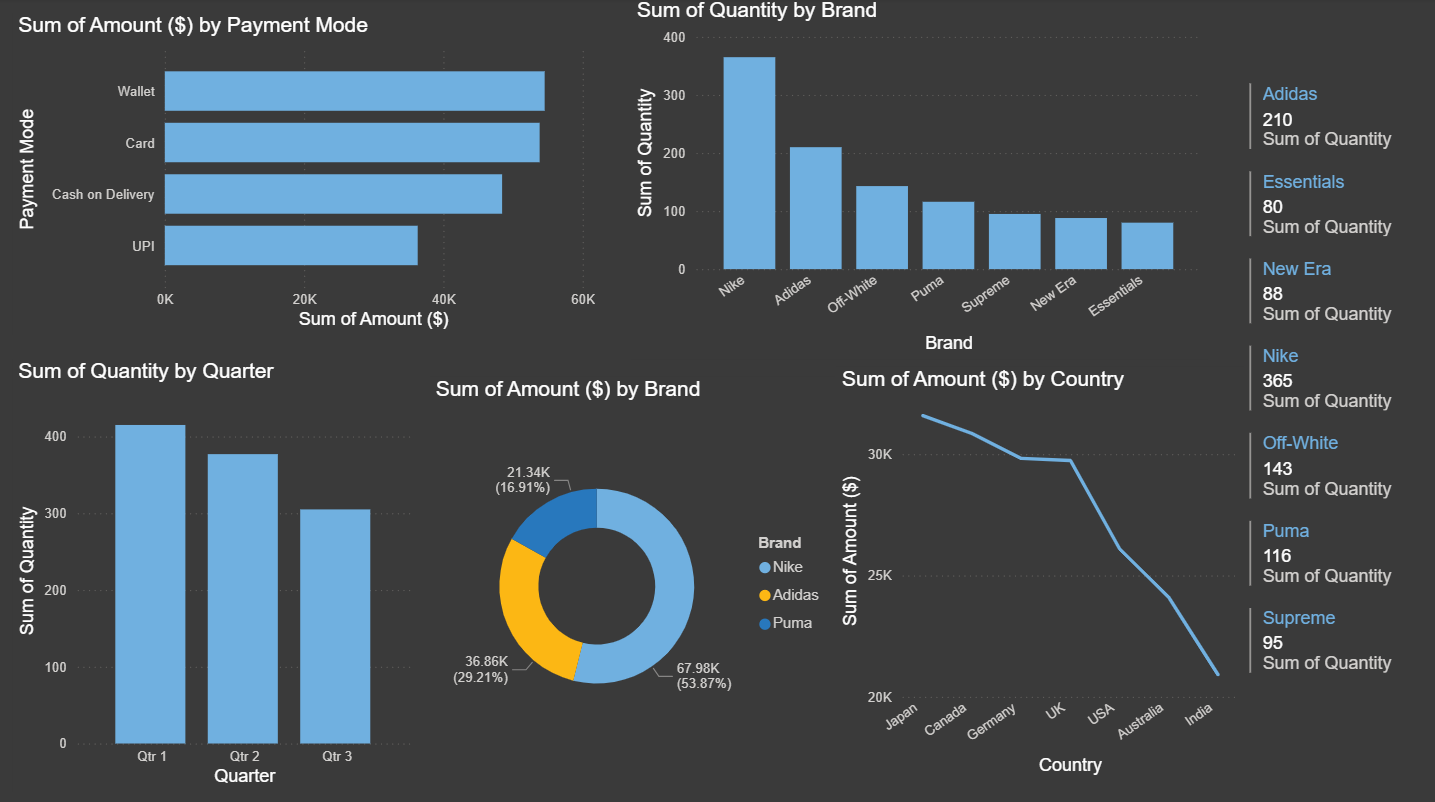 Sum of Amount ($) by Payment Mode
Payment Mode
Wallet
Card
Cash on Delivery
UPI
0K 20K 40K 60K
Sum of Amount ($)
Sum of Quantity by Brand
Sum of Quantity
400
300
200
100
0
Nike Adidas Off-White Puma Supreme New Era Essentials
Brand
Adidas
210
Sum of Quantity
Essentials
80
Sum of Quantity
New Era
88
Sum of Quantity
Nike
365
Sum of Quantity
Off-White
143
Sum of Quantity
Puma
116
Sum of Quantity
Supreme
95
Sum of Quantity
Sum of Quantity by Quarter
Sum of Quantity
400
300
200
100
0
Qtr 1 Qtr 2 Qtr 3
Quarter
Sum of Amount ($) by Brand
21.34K
(16.91%)
36.86K
(29.21%)
67.98K
(53.87%)
Brand
Nike
Adidas
Puma
Sum of Amount ($) by Country
Sum of Amount ($)
30K
25K
20K
Japan Canada Germany UK USA Australia India
Country